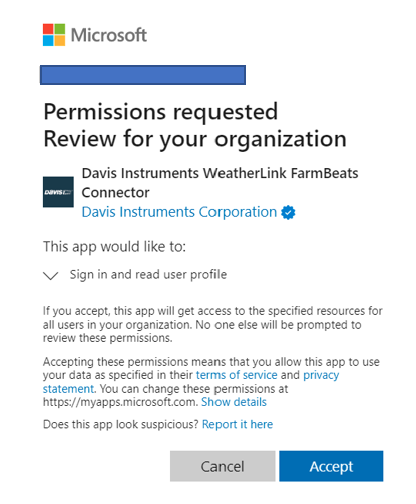 Microsoft
Permissions requested
Review for your organization
Davis Instruments WeatherLink FarmBeats
Connector
DAVIS
Davis Instruments Corporation
This app would like to:
Sign in and read user profile
If you accept, this app will get access to the specified resources for
all users in your organization. No one else will be prompted to
review these permissions.
Accepting these permissions means that you allow this app to use
your data as specified in their terms of service and privacy
statement. You can change these permissions at
https://myapps.microsoft.com. Show details
Does this app look suspicious? Report it here
Cancel
Accept